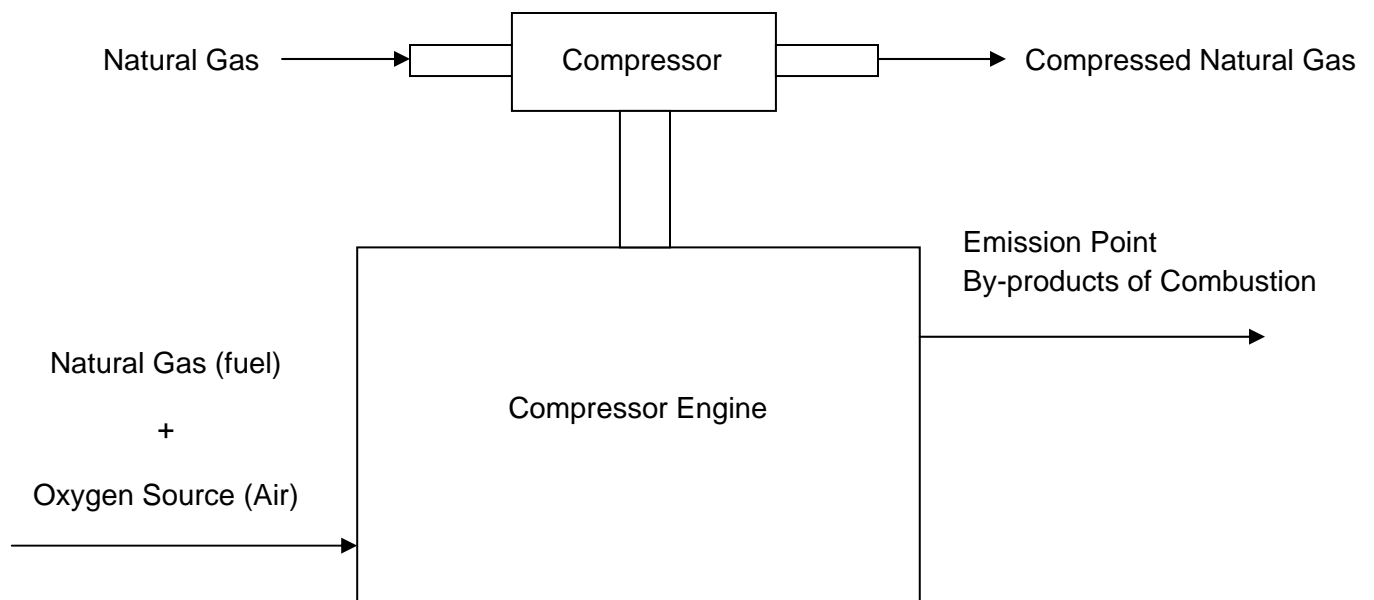 Natural Gas
Compressor
Compressed Natural Gas
Emission Point
By-products of Combustion
Natural Gas (fuel)
+
Oxygen Source (Air)
Compressor Engine